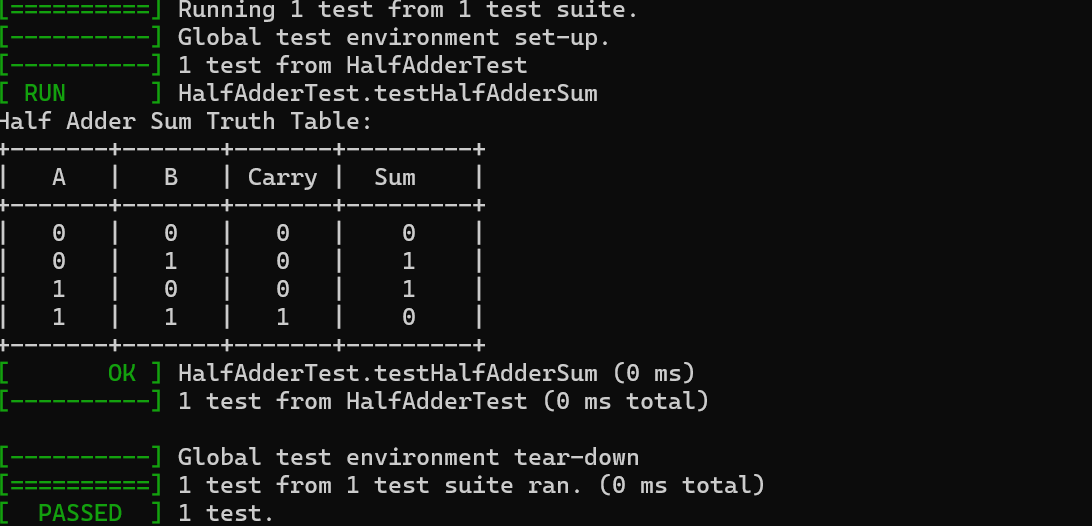 [==========] Running 1 test from 1 test suite.
[----------] Global test environment set-up.
[----------] 1 test from HalfAdderTest
[ RUN      ] HalfAdderTest.testHalfAdderSum
Half Adder Sum Truth Table:
+-------+-------+-------+---------+
|   A   |   B   | Carry |  Sum    |
+-------+-------+-------+---------+
|   0   |   0   |   0   |    0    |
|   0   |   1   |   0   |    1    |
|   1   |   0   |   0   |    1    |
|   1   |   1   |   1   |    0    |
+-------+-------+-------+---------+
[       OK ] HalfAdderTest.testHalfAdderSum (0 ms)
[----------] 1 test from HalfAdderTest (0 ms total)

[----------] Global test environment tear-down
[==========] 1 test from 1 test suite ran. (0 ms total)
[  PASSED  ] 1 test.